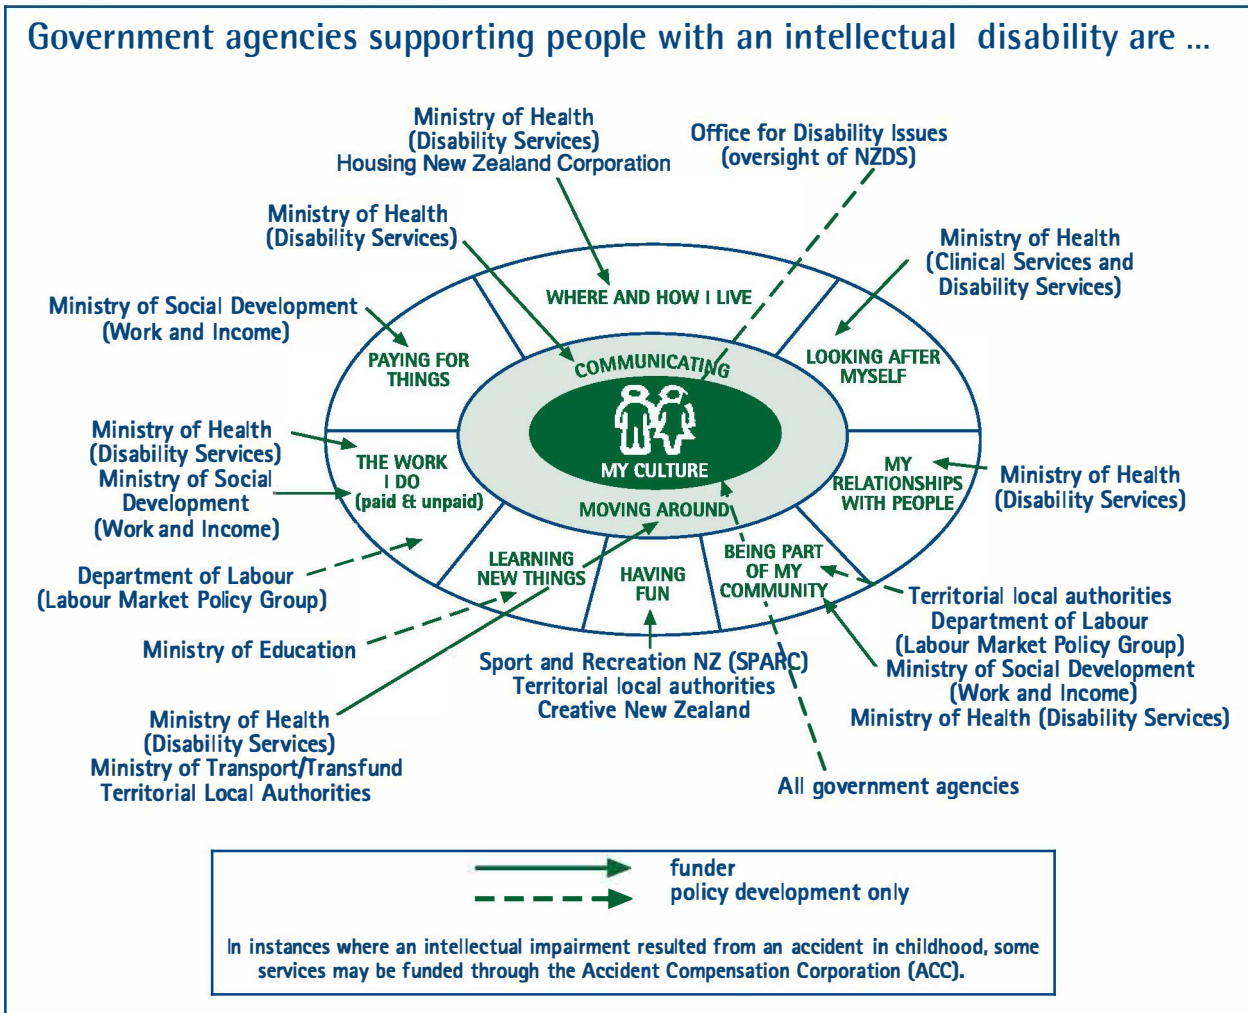 Government agencies supporting people with an intellectual disability are ...
Ministry of Health
(Disability Services)
Housing New Zealand Corporation
Office for Disability Issues
(oversight of NZDS)
Ministry of Health
(Disability Services)
Ministry of Health
(Clinical Services and
Disability Services)
Ministry of Social Development
(Work and Income)
WHERE AND HOW I LIVE
PAYING FOR
THINGS
COMMUNICATING
LOOKING AFTER
MYSELF
Ministry of Health
(Disability Services)
Ministry of Social
Development
(Work and Income)
THE WORK
I DO
(paid & unpaid)
MY CULTURE
MY
RELATIONSHIPS
WITH PEOPLE
Ministry of Health
(Disability Services)
MOVING AROUND
LEARNING
NEW THINGS
HAVING
FUN
BEING PART
OF MY
COMMUNITY
Department of Labour
(Labour Market Policy Group)
Ministry of Education
Territorial local authorities
Department of Labour
(Labour Market Policy Group)
Ministry of Social Development
(Work and Income)
Ministry of Health (Disability Services)
Sport and Recreation NZ (SPARC)
Territorial local authorities
Creative New Zealand
Ministry of Health
(Disability Services)
Ministry of Transport/Transfund
Territorial Local Authorities
All government agencies
funder
policy development only
In instances where an intellectual impairment resulted from an accident in childhood, some
services may be funded through the Accident Compensation Corporation (ACC).